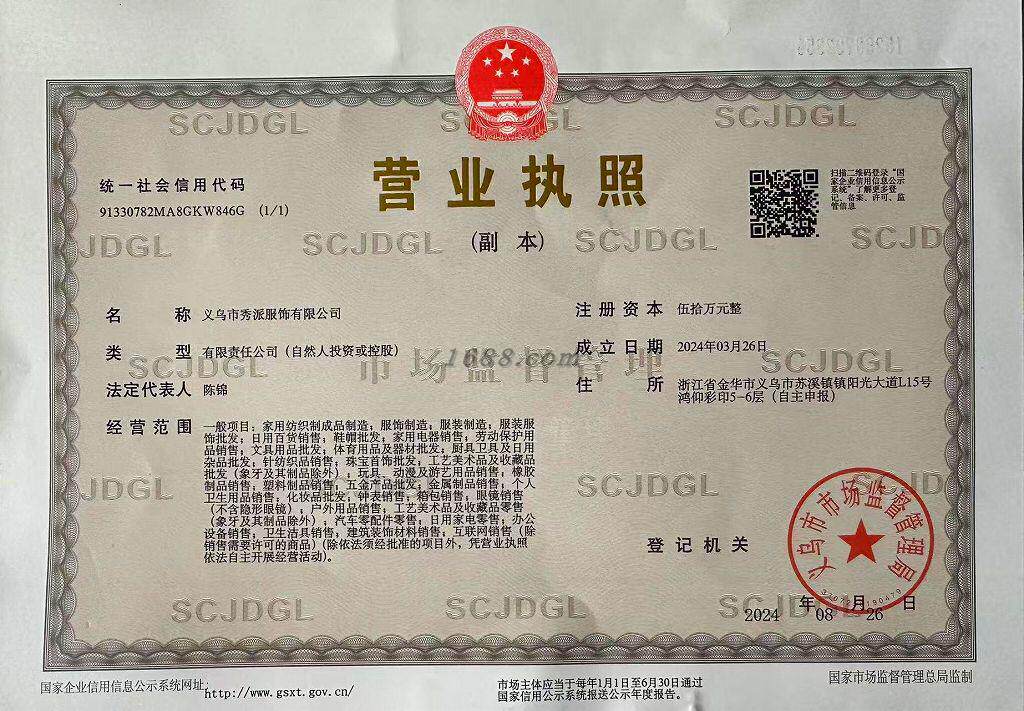 SCJDGL
SCJDGL
营业执照
(副 本)
统一社会信用代码
91330782MA8GKW846G (1/1)
扫描二维码登录“国
家企业信用信息公示
系统”了解更多登
记、备案、许可、监
管信息
JDGL
SCJDGL
SCJDGL
SCJD
名 称 义乌市秀派服饰有限公司
类 型 有限责任公司（自然人投资或控股）
法定代表人 陈锦
经营范围 一般项目：家用纺织制成品制造；服饰制造；服装制造；服装服
饰批发；日用百货销售；鞋帽批发；家用电器销售；劳动保护用
品销售；文具用品批发；体育用品及器材批发；厨具卫具及日用
杂品批发；针纺织品销售；珠宝首饰批发；工艺美术品及收藏品
批发（象牙及其制品除外）；玩具、动漫及游艺用品销售；橡胶
制品销售；塑料制品销售；五金产品批发；金属制品销售；个人
卫生用品销售；化妆品批发；钟表销售；箱包销售；眼镜销售
（不含隐形眼镜）；户外用品销售；工艺美术品及收藏品零售
（象牙及其制品除外）；汽车零配件零售；日用家电零售；办公
设备销售；卫生洁具销售；建筑装饰材料销售；互联网销售（除
销售需要许可的商品）(除依法须经批准的项目外，凭营业执照
依法自主开展经营活动)。
注册资本 伍拾万元整
成立日期 2024年03月26日
住 所 浙江省金华市义乌市苏溪镇镇阳光大道L15号
鸿仰彩印5-6层（自主申报）
SCJDGL
市场监督管理
SCJDGL
1688.com
JDGL
SCJDGL
SCJDGL
登记机关
义乌市市场监督管理局
2024 年 08 月 26 日
SCJDGL
SCJDGL
SCJDGL
国家企业信用信息公示系统网址：http://www.gsxt.gov.cn/
市场主体应当于每年1月1日至6月30日通过
国家信用公示系统报送公示年度报告。
国家市场监督管理总局监制